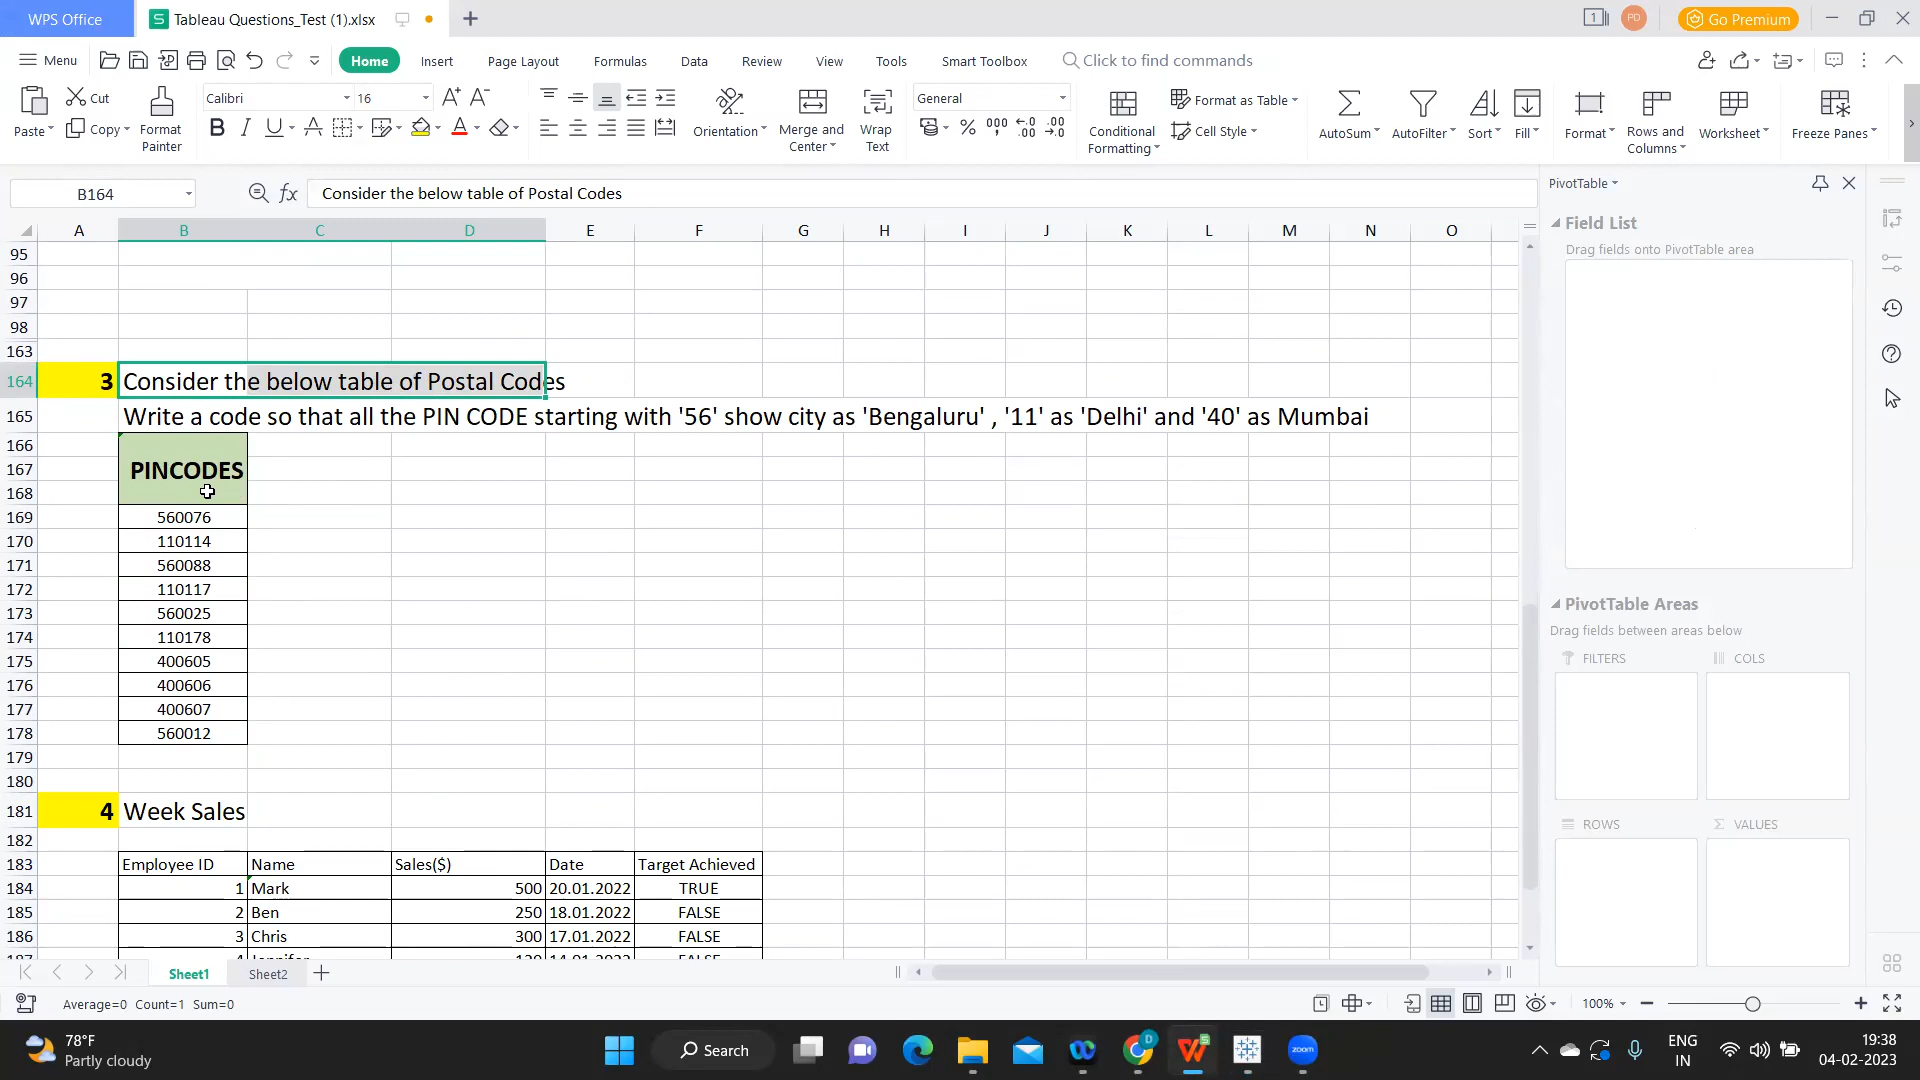 WPS Office
Tableau Questions_Test (1).xlsx
1
PD
Go Premium
Menu
Home
Insert
Page Layout
Formulas
Data
Review
View
Tools
Smart Toolbox
Click to find commands
Paste
Cut
Copy
Format Painter
Calibri
16
Orientation
Merge and Center
Wrap Text
General
Conditional Formatting
Format as Table
Cell Style
AutoSum
AutoFilter
Sort
Fill
Format
Rows and Columns
Worksheet
Freeze Panes
B164
Consider the below table of Postal Codes
PivotTable
A B C D E F G H I J K L M N O
95
96
97
98
163
164 3 Consider the below table of Postal Codes
165 Write a code so that all the PIN CODE starting with '56' show city as 'Bengaluru' , '11' as 'Delhi' and '40' as Mumbai
166
167 PINCODES
168
169 560076
170 110114
171 560088
172 110117
173 560025
174 110178
175 400605
176 400606
177 400607
178 560012
179
180
181 4 Week Sales
182
183 Employee ID Name Sales($) Date Target Achieved
184 1 Mark 500 20.01.2022 TRUE
185 2 Ben 250 18.01.2022 FALSE
186 3 Chris 300 17.01.2022 FALSE
Field List
Drag fields onto PivotTable area
PivotTable Areas
Drag fields between areas below
FILTERS
COLS
ROWS
VALUES
Sheet1
Sheet2
Average=0 Count=1 Sum=0
100%
78°F
Partly cloudy
Search
zoom
ENG
IN
19:38
04-02-2023